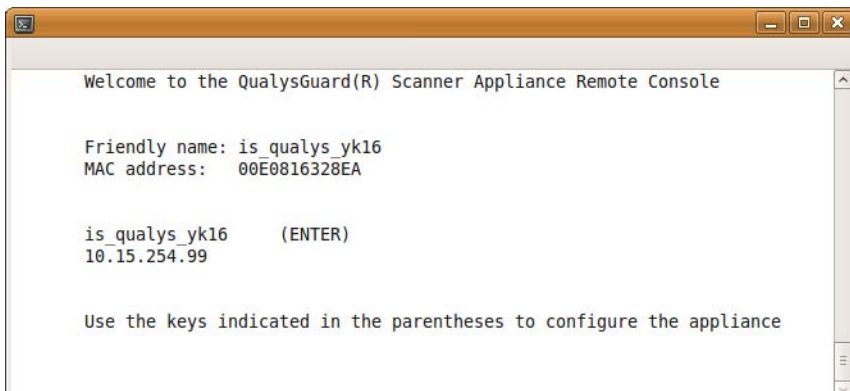 Welcome to the QualysGuard(R) Scanner Appliance Remote Console
Friendly name: is_qualys_yk16
MAC address: 00E0816328EA
is_qualys_yk16 (ENTER)
10.15.254.99
Use the keys indicated in the parentheses to configure the appliance